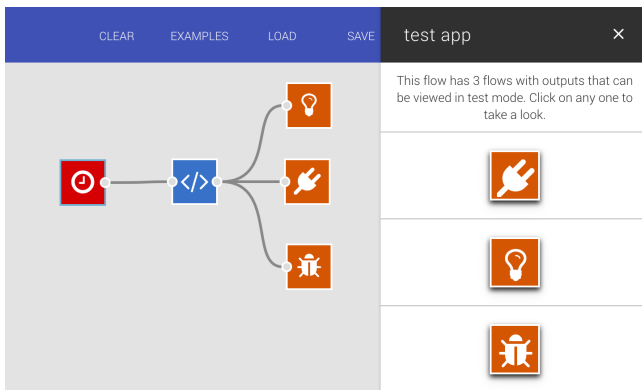 CLEAR EXAMPLES LOAD SAVE
test app
This flow has 3 flows with outputs that can
be viewed in test mode. Click on any one to
take a look.
</>